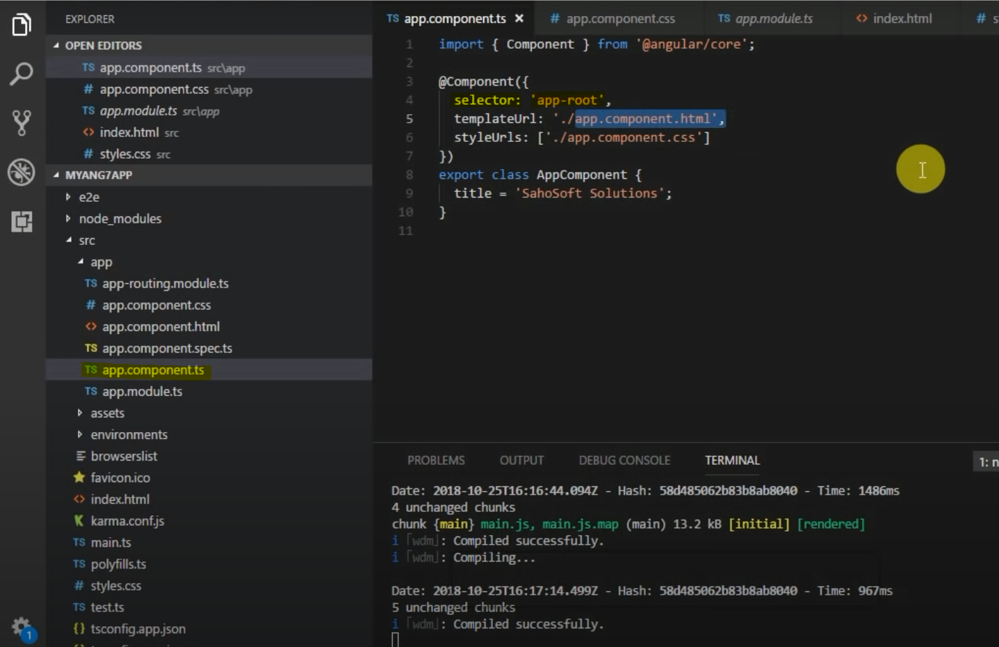 EXPLORER
OPEN EDITORS
TS app.component.ts src\app
# app.component.css src\app
TS app.module.ts src\app
<> index.html src
# styles.css src
MYANG7APP
e2e
node_modules
src
app
TS app-routing.module.ts
# app.component.css
<> app.component.html
TS app.component.spec.ts
TS app.component.ts
TS app.module.ts
assets
environments
browserslist
favicon.ico
<> index.html
karma.conf.js
TS main.ts
TS polyfills.ts
# styles.css
TS test.ts
{} tsconfig.app.json
1
TS app.component.ts × # app.component.css TS app.module.ts <> index.html # s
1 import { Component } from '@angular/core';
2
3 @Component({
4 selector: 'app-root',
5 templateUrl: './app.component.html',
6 styleUrls: ['./app.component.css']
7 })
8 export class AppComponent {
9 title = 'SahoSoft Solutions';
10 }
11
PROBLEMS OUTPUT DEBUG CONSOLE TERMINAL 1: n
Date: 2018-10-25T16:16:44.094Z - Hash: 58d485062b83b8ab8040 - Time: 1486ms
4 unchanged chunks
chunk {main} main.js, main.js.map (main) 13.2 kB [initial] [rendered]
i ｢wdm｣: Compiled successfully.
i ｢wdm｣: Compiling...
Date: 2018-10-25T16:17:14.499Z - Hash: 58d485062b83b8ab8040 - Time: 967ms
5 unchanged chunks
i ｢wdm｣: Compiled successfully.